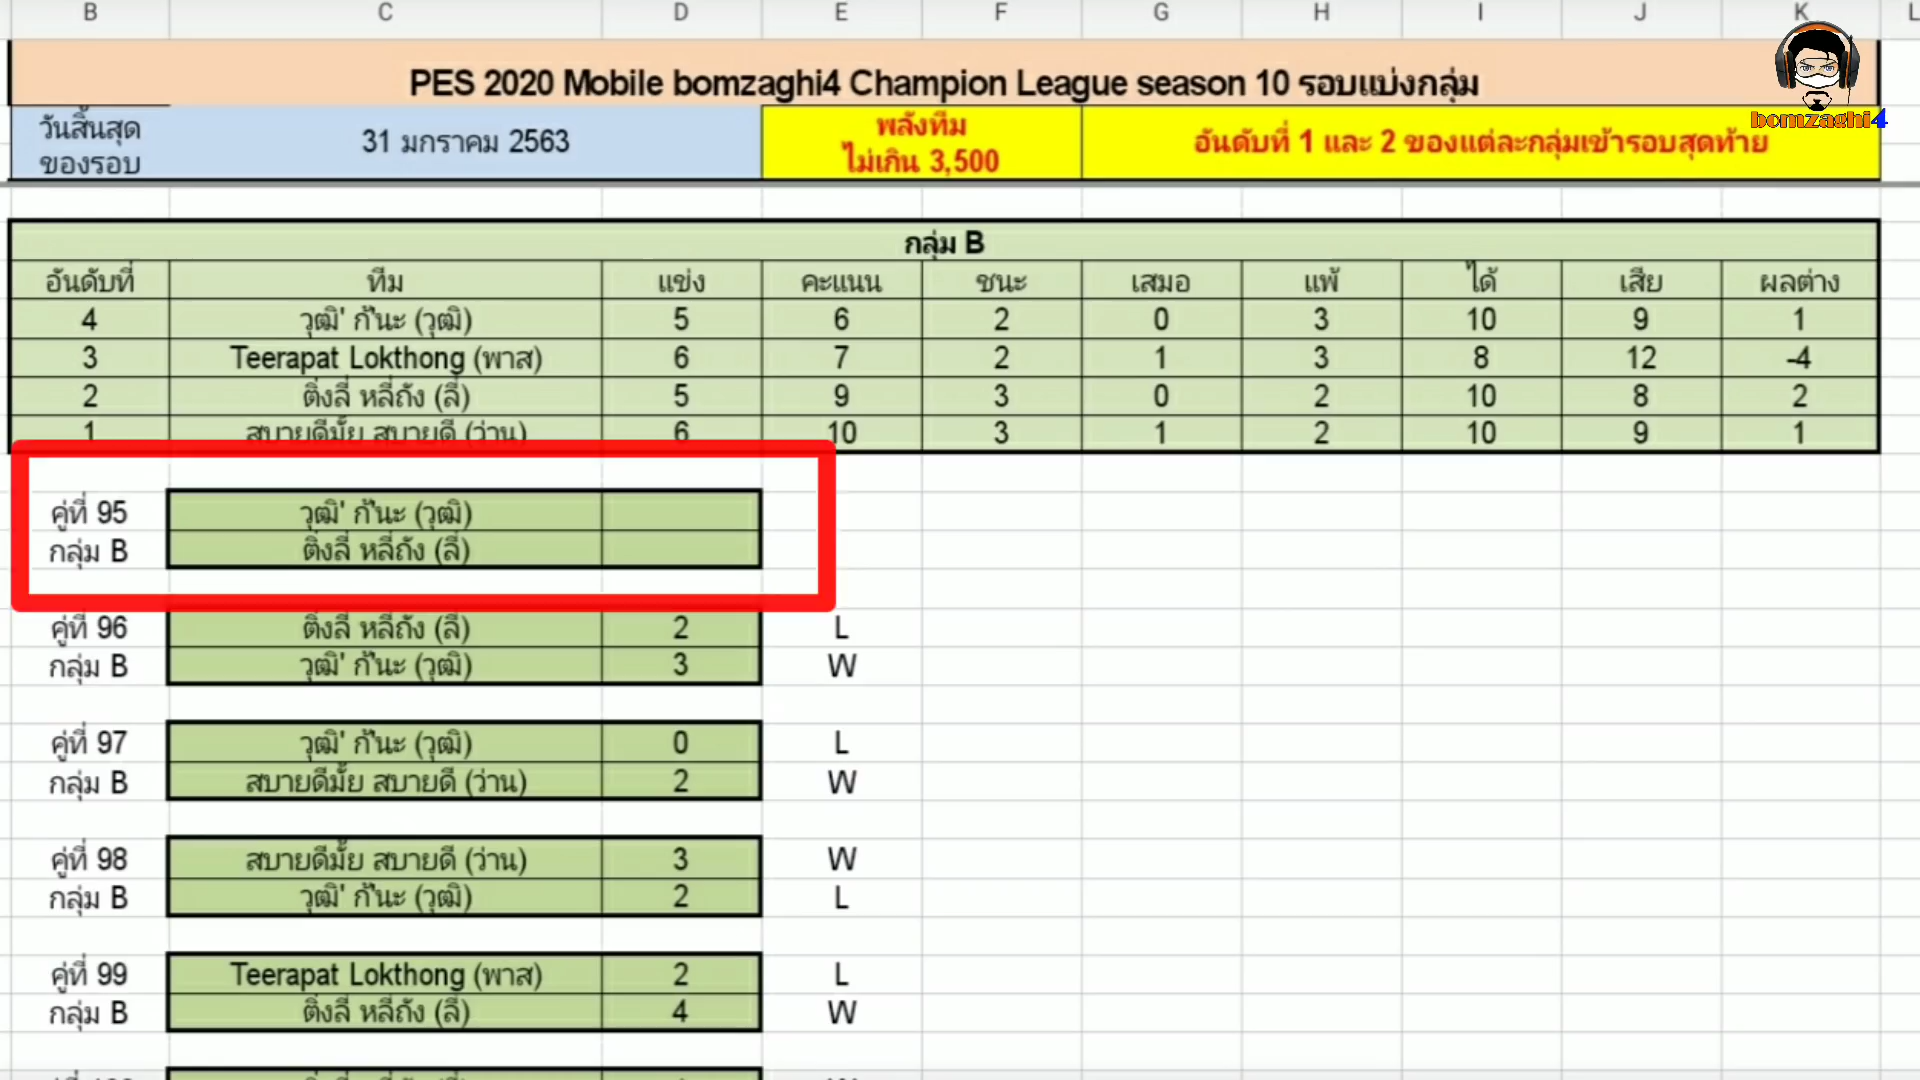 B C D E F G H I J K L
PES 2020 Mobile bomzaghi4 Champion League season 10 รอบแบ่งกลุ่ม
bomzaghi4
วันสิ้นสุด
ของรอบ
31 มกราคม 2563
พลังทีม
ไม่เกิน 3,500
อันดับที่ 1 และ 2 ของแต่ละกลุ่มเข้ารอบสุดท้าย
กลุ่ม B
อันดับที่ ทีม แข่ง คะแนน ชนะ เสมอ แพ้ ได้ เสีย ผลต่าง
4 วุฒิ' ก้'นะ (วุฒิ) 5 6 2 0 3 10 9 1
3 Teerapat Lokthong (พาส) 6 7 2 1 3 8 12 -4
2 ติ่งลี่ หลี่ถัง (ลี่) 5 9 3 0 2 10 8 2
1 สบายดีมั้ย สบายดี (ว่าน) 6 10 3 1 2 10 9 1
คู่ที่ 95 วุฒิ' ก้'นะ (วุฒิ)
กลุ่ม B ติ่งลี่ หลี่ถัง (ลี่)
คู่ที่ 96 ติ่งลี่ หลี่ถัง (ลี่) 2 L
กลุ่ม B วุฒิ' ก้'นะ (วุฒิ) 3 W
คู่ที่ 97 วุฒิ' ก้'นะ (วุฒิ) 0 L
กลุ่ม B สบายดีมั้ย สบายดี (ว่าน) 2 W
คู่ที่ 98 สบายดีมั้ย สบายดี (ว่าน) 3 W
กลุ่ม B วุฒิ' ก้'นะ (วุฒิ) 2 L
คู่ที่ 99 Teerapat Lokthong (พาส) 2 L
กลุ่ม B ติ่งลี่ หลี่ถัง (ลี่) 4 W